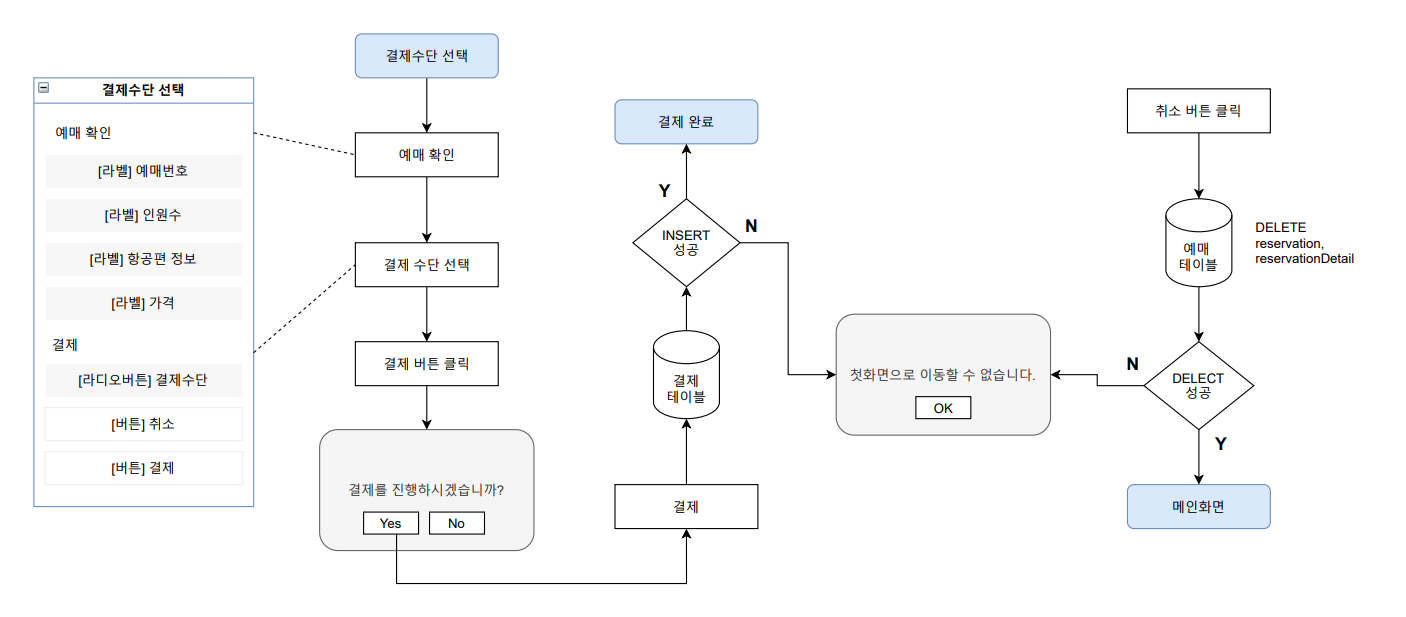 결제수단 선택
예매 확인
[라벨] 예매번호
[라벨] 인원수
[라벨] 항공편 정보
[라벨] 가격
결제
[라디오버튼] 결제수단
[버튼] 취소
[버튼] 결제
결제수단 선택
예매 확인
결제 수단 선택
결제 버튼 클릭
결제를 진행하시겠습니까?
Yes
No
결제 완료
Y
N
INSERT
성공
결제
테이블
결제
첫화면으로 이동할 수 없습니다.
OK
취소 버튼 클릭
예매
테이블
DELETE
reservation,
reservationDetail
N
DELECT
성공
Y
메인화면